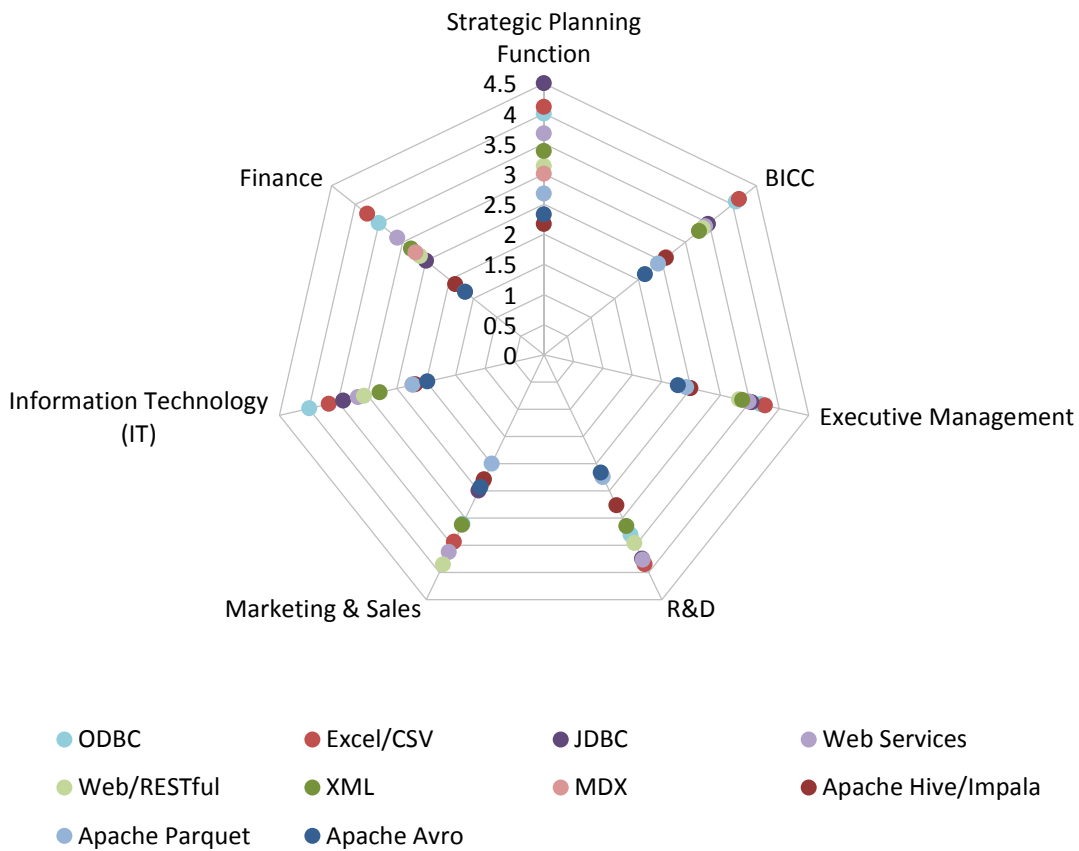 Strategic Planning
Function
4.5
4
3.5
3
2.5
2
1.5
1
0.5
0
BICC
Executive Management
R&D
Marketing & Sales
Information Technology
(IT)
Finance
ODBC
Excel/CSV
JDBC
Web Services
Web/RESTful
XML
MDX
Apache Hive/Impala
Apache Parquet
Apache Avro